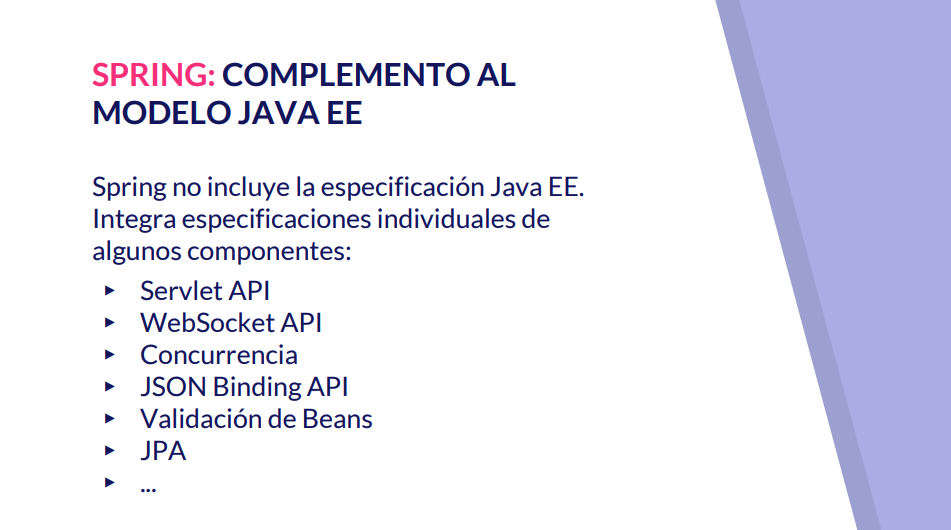 SPRING: COMPLEMENTO AL
MODELO JAVA EE
Spring no incluye la especificación Java EE.
Integra especificaciones individuales de
algunos componentes:
▸ Servlet API
▸ WebSocket API
▸ Concurrencia
▸ JSON Binding API
▸ Validación de Beans
▸ JPA
▸ ...